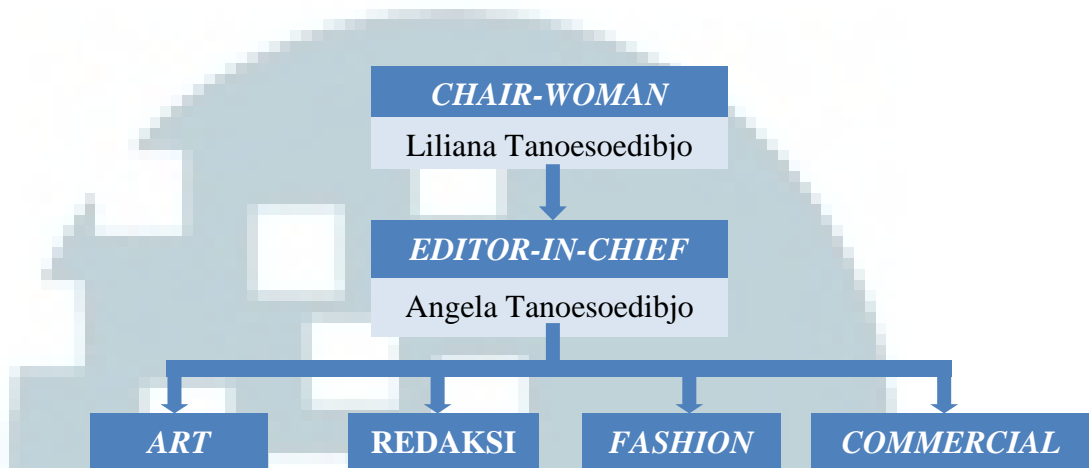 CHAIR-WOMAN
Liliana Tanoesoedibjo
EDITOR-IN-CHIEF
Angela Tanoesoedibjo
ART REDAKSI FASHION COMMERCIAL